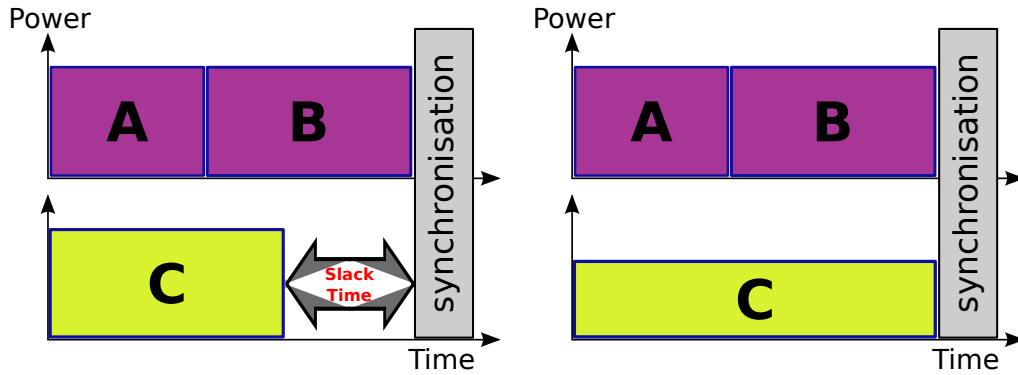 Power
A
B
synchronisation
C
Slack
Time
Time
Power
A
B
synchronisation
C
Time